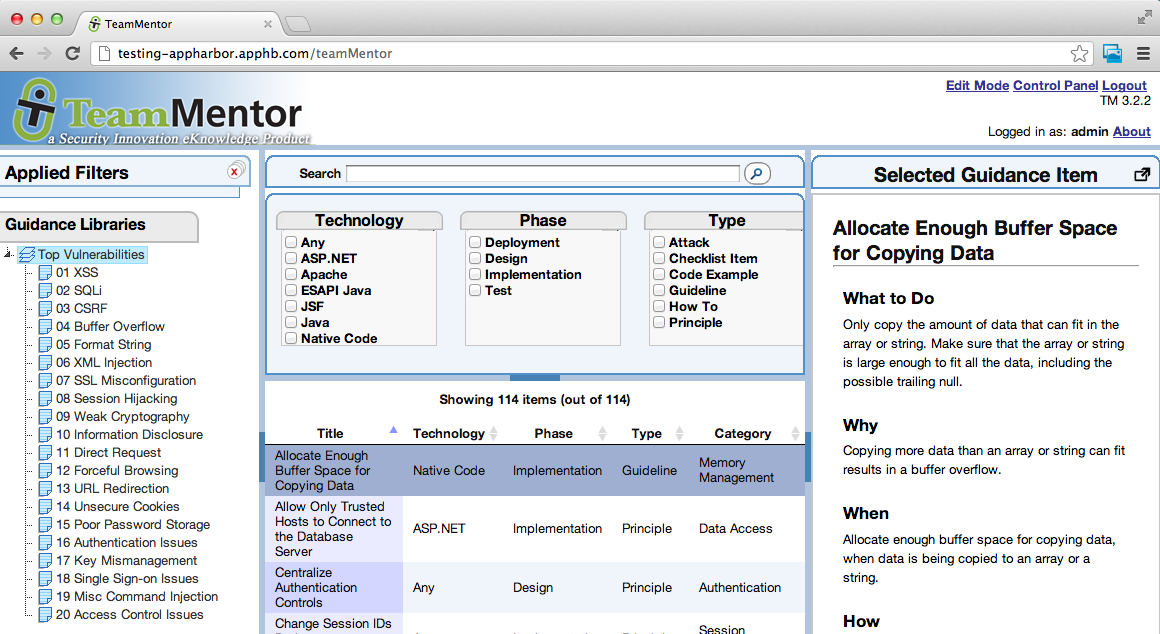 TeamMentor
testing-appharbor.apphb.com/teamMentor
Edit Mode Control Panel Logout
TM 3.2.2
Logged in as: admin About
TeamMentor
a Security Innovation eKnowledge Product
Applied Filters
Guidance Libraries
Top Vulnerabilities
01 XSS
02 SQLi
03 CSRF
04 Buffer Overflow
05 Format String
06 XML Injection
07 SSL Misconfiguration
08 Session Hijacking
09 Weak Cryptography
10 Information Disclosure
11 Direct Request
12 Forceful Browsing
13 URL Redirection
14 Unsecure Cookies
15 Poor Password Storage
16 Authentication Issues
17 Key Mismanagement
18 Single Sign-on Issues
19 Misc Command Injection
20 Access Control Issues
Search
Technology
Any
ASP.NET
Apache
ESAPI Java
JSF
Java
Native Code
Phase
Deployment
Design
Implementation
Test
Type
Attack
Checklist Item
Code Example
Guideline
How To
Principle
Showing 114 items (out of 114)
Title Technology Phase Type Category
Allocate Enough
Buffer Space for
Copying Data
Native Code
Implementation
Guideline
Memory
Management
Allow Only Trusted
Hosts to Connect to
the Database
Server
ASP.NET
Implementation
Principle
Data Access
Centralize
Authentication
Controls
Any
Design
Principle
Authentication
Change Session IDs
Session
Selected Guidance Item
Allocate Enough Buffer Space
for Copying Data
What to Do
Only copy the amount of data that can fit in the
array or string. Make sure that the array or string
is large enough to fit all the data, including the
possible trailing null.
Why
Copying more data than an array or string can fit
results in a buffer overflow.
When
Allocate enough buffer space for copying data,
when data is being copied to an array or a
string.
How